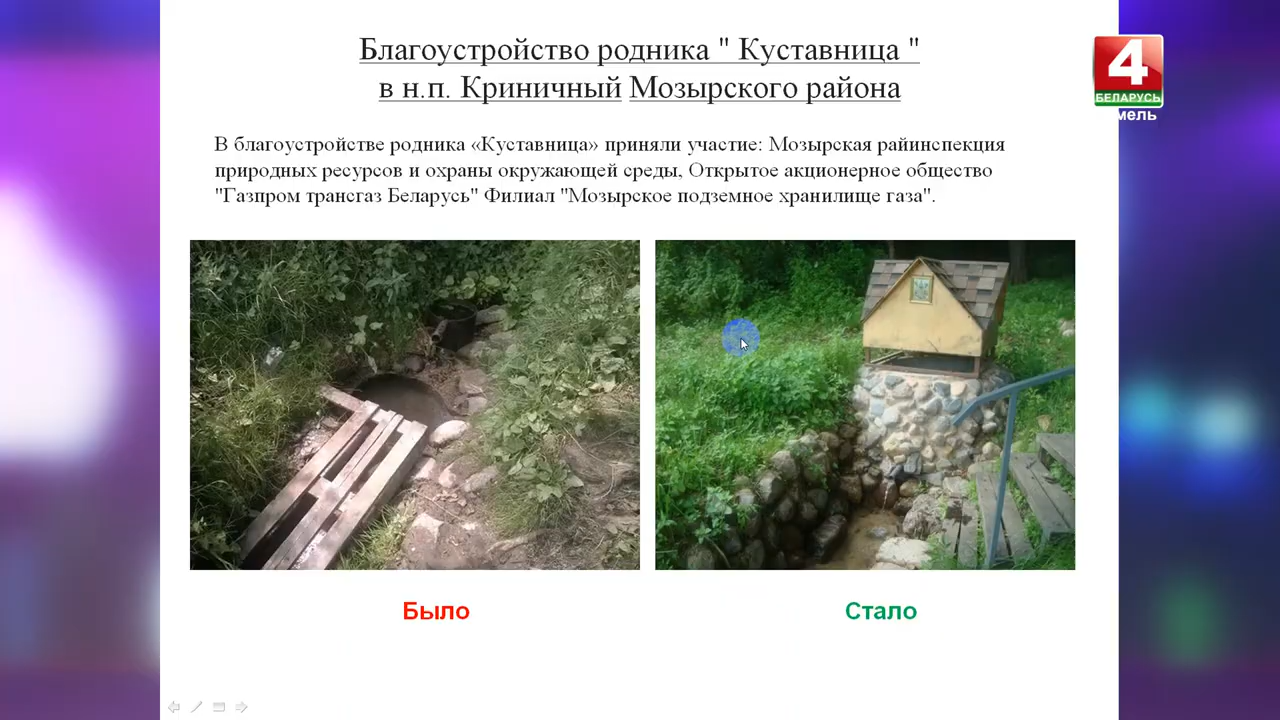 Благоустройство родника " Куставница "
в н.п. Криничный Мозырского района
4
БЕЛАРУСЬ
мель
В благоустройстве родника «Куставница» приняли участие: Мозырская райинспекция
природных ресурсов и охраны окружающей среды, Открытое акционерное общество
"Газпром трансгаз Беларусь" Филиал "Мозырское подземное хранилище газа".
Было
Стало